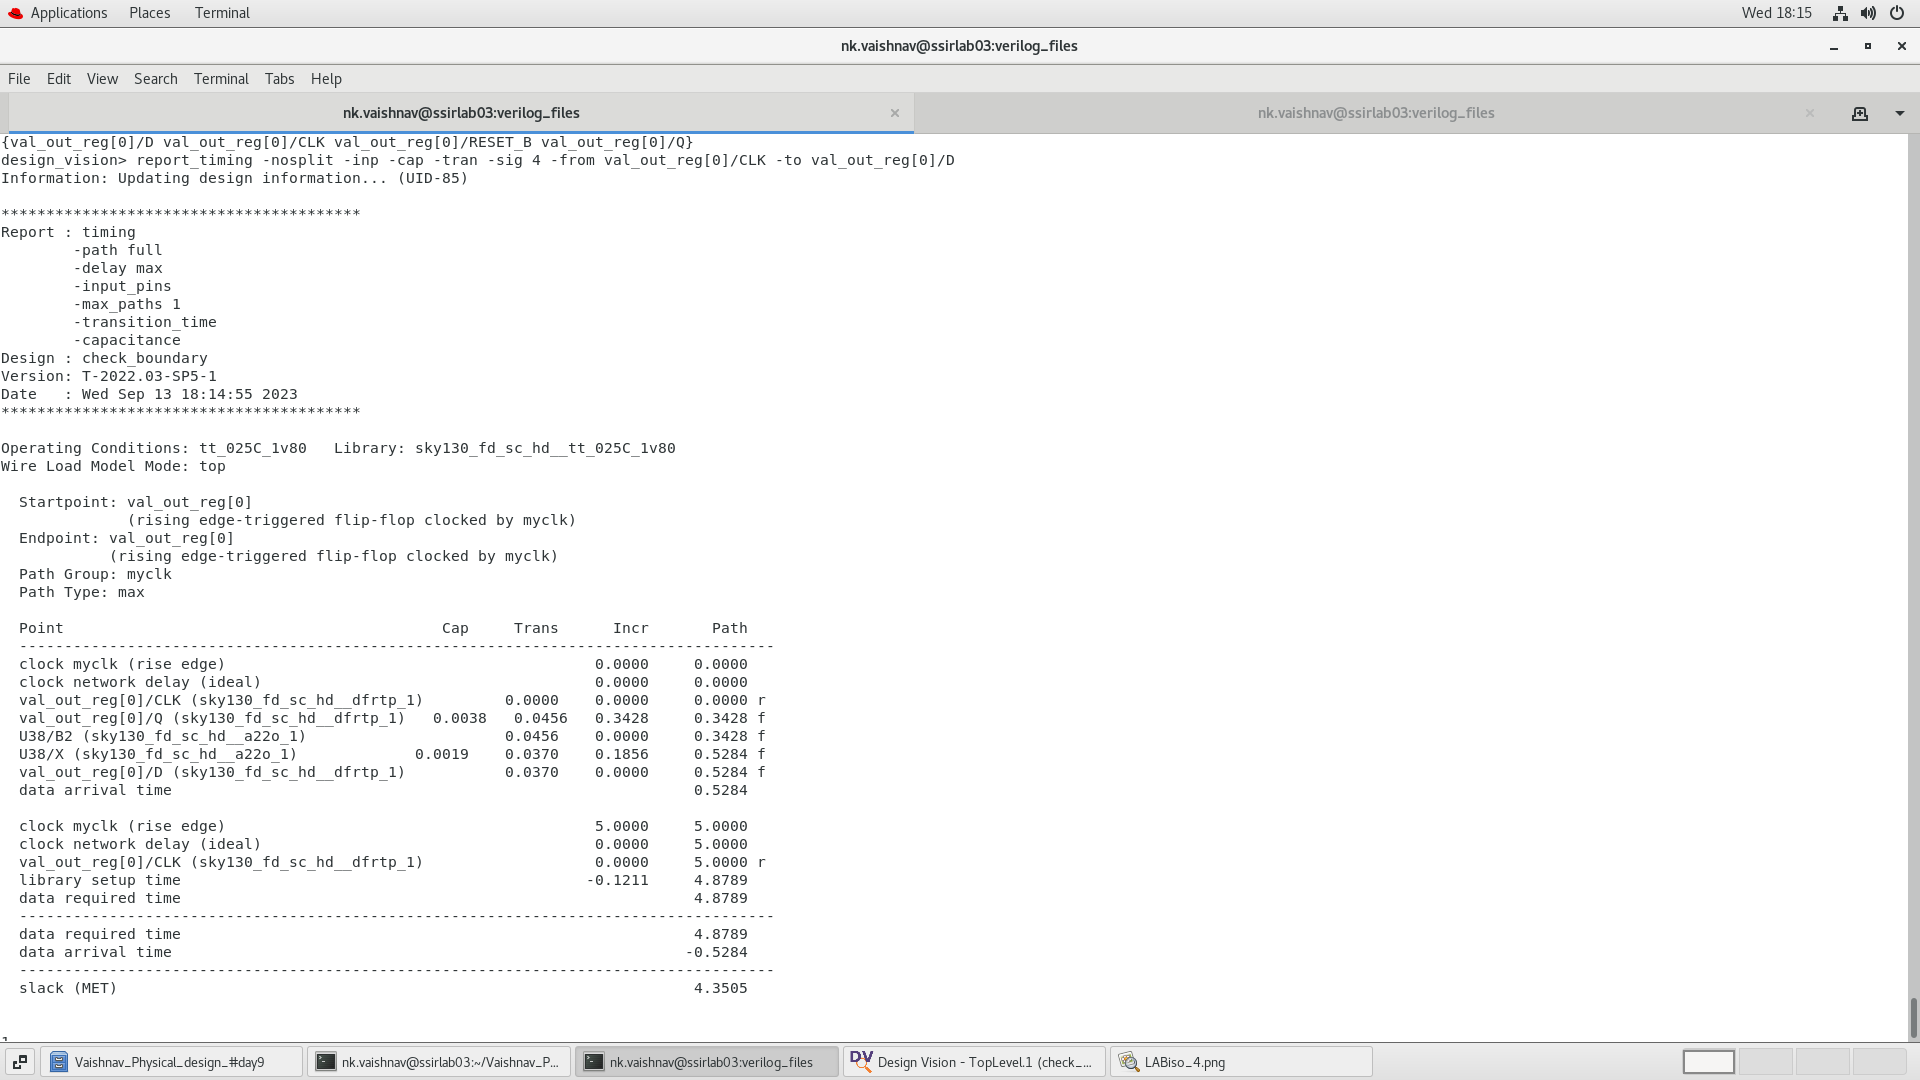 Applications Places Terminal Wed 18:15
nk.vaishnav@ssirlab03:verilog_files
File Edit View Search Terminal Tabs Help
nk.vaishnav@ssirlab03:verilog_files × nk.vaishnav@ssirlab03:verilog_files ×
{val_out_reg[0]/D val_out_reg[0]/CLK val_out_reg[0]/RESET_B val_out_reg[0]/Q}
design_vision> report_timing -nosplit -inp -cap -tran -sig 4 -from val_out_reg[0]/CLK -to val_out_reg[0]/D
Information: Updating design information... (UID-85)
****************************************
Report : timing
-path full
-delay max
-input_pins
-max_paths 1
-transition_time
-capacitance
Design : check_boundary
Version: T-2022.03-SP5-1
Date   : Wed Sep 13 18:14:55 2023
****************************************
Operating Conditions: tt_025C_1v80   Library: sky130_fd_sc_hd__tt_025C_1v80
Wire Load Model Mode: top
Startpoint: val_out_reg[0]
(rising edge-triggered flip-flop clocked by myclk)
Endpoint: val_out_reg[0]
(rising edge-triggered flip-flop clocked by myclk)
Path Group: myclk
Path Type: max
Point Cap Trans Incr Path
--------------------------------------------------------------------------------
clock myclk (rise edge) 0.0000 0.0000
clock network delay (ideal) 0.0000 0.0000
val_out_reg[0]/CLK (sky130_fd_sc_hd__dfrtp_1) 0.0000 0.0000 0.0000 r
val_out_reg[0]/Q (sky130_fd_sc_hd__dfrtp_1) 0.0038 0.0456 0.3428 0.3428 f
U38/B2 (sky130_fd_sc_hd__a22o_1) 0.0456 0.0000 0.3428 f
U38/X (sky130_fd_sc_hd__a22o_1) 0.0019 0.0370 0.1856 0.5284 f
val_out_reg[0]/D (sky130_fd_sc_hd__dfrtp_1) 0.0370 0.0000 0.5284 f
data arrival time 0.5284
clock myclk (rise edge) 5.0000 5.0000
clock network delay (ideal) 0.0000 5.0000
val_out_reg[0]/CLK (sky130_fd_sc_hd__dfrtp_1) 0.0000 5.0000 r
library setup time -0.1211 4.8789
data required time 4.8789
--------------------------------------------------------------------------------
data required time 4.8789
data arrival time -0.5284
--------------------------------------------------------------------------------
slack (MET) 4.3505
Vaishnav_Physical_design_#day9 nk.vaishnav@ssirlab03:~/Vaishnav_P... nk.vaishnav@ssirlab03:verilog_files Design Vision - TopLevel.1 (check_... LABiso_4.png